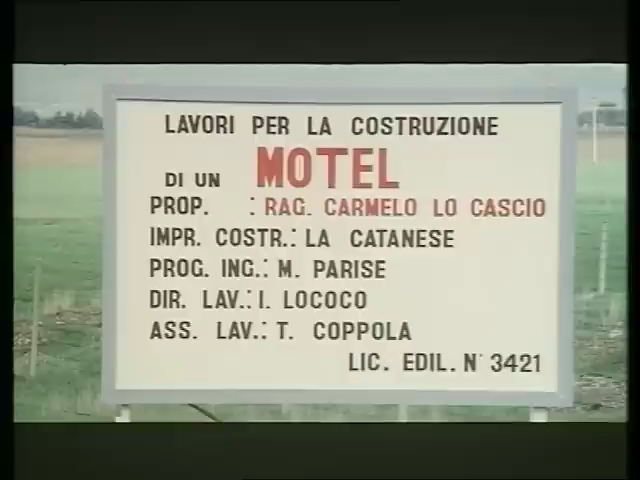 LAVORI PER LA COSTRUZIONE
DI UN MOTEL
PROP. : RAG. CARMELO LO CASCIO
IMPR. COSTR.: LA CATANESE
PROG. ING.: M. PARISE
DIR. LAV.: I. LOCOCO
ASS. LAV.: T. COPPOLA
LIC. EDIL. N° 3421